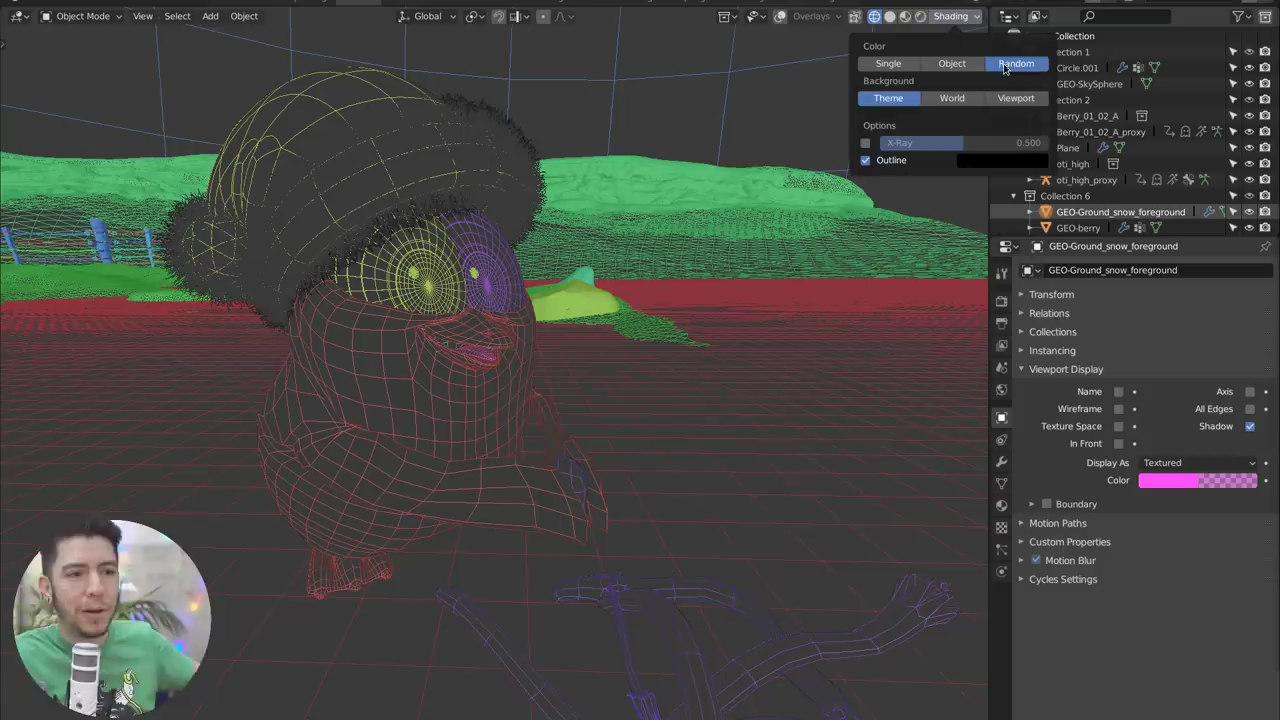 Object Mode View Select Add Object Global Overlays Shading
Color
Single Object Random
Background
Theme World Viewport
Options
X-Ray 0.500
Outline
Collection
ection 1
Circle.001
GEO-SkySphere
ection 2
Berry_01_02_A
Berry_01_02_A_proxy
Plane
oti_high
oti_high_proxy
Collection 6
GEO-Ground_snow_foreground
GEO-berry
GEO-Ground_snow_foreground
GEO-Ground_snow_foreground
Transform
Relations
Collections
Instancing
Viewport Display
Name Axis
Wireframe All Edges
Texture Space Shadow
In Front
Display As Textured
Color
Boundary
Motion Paths
Custom Properties
Motion Blur
Cycles Settings